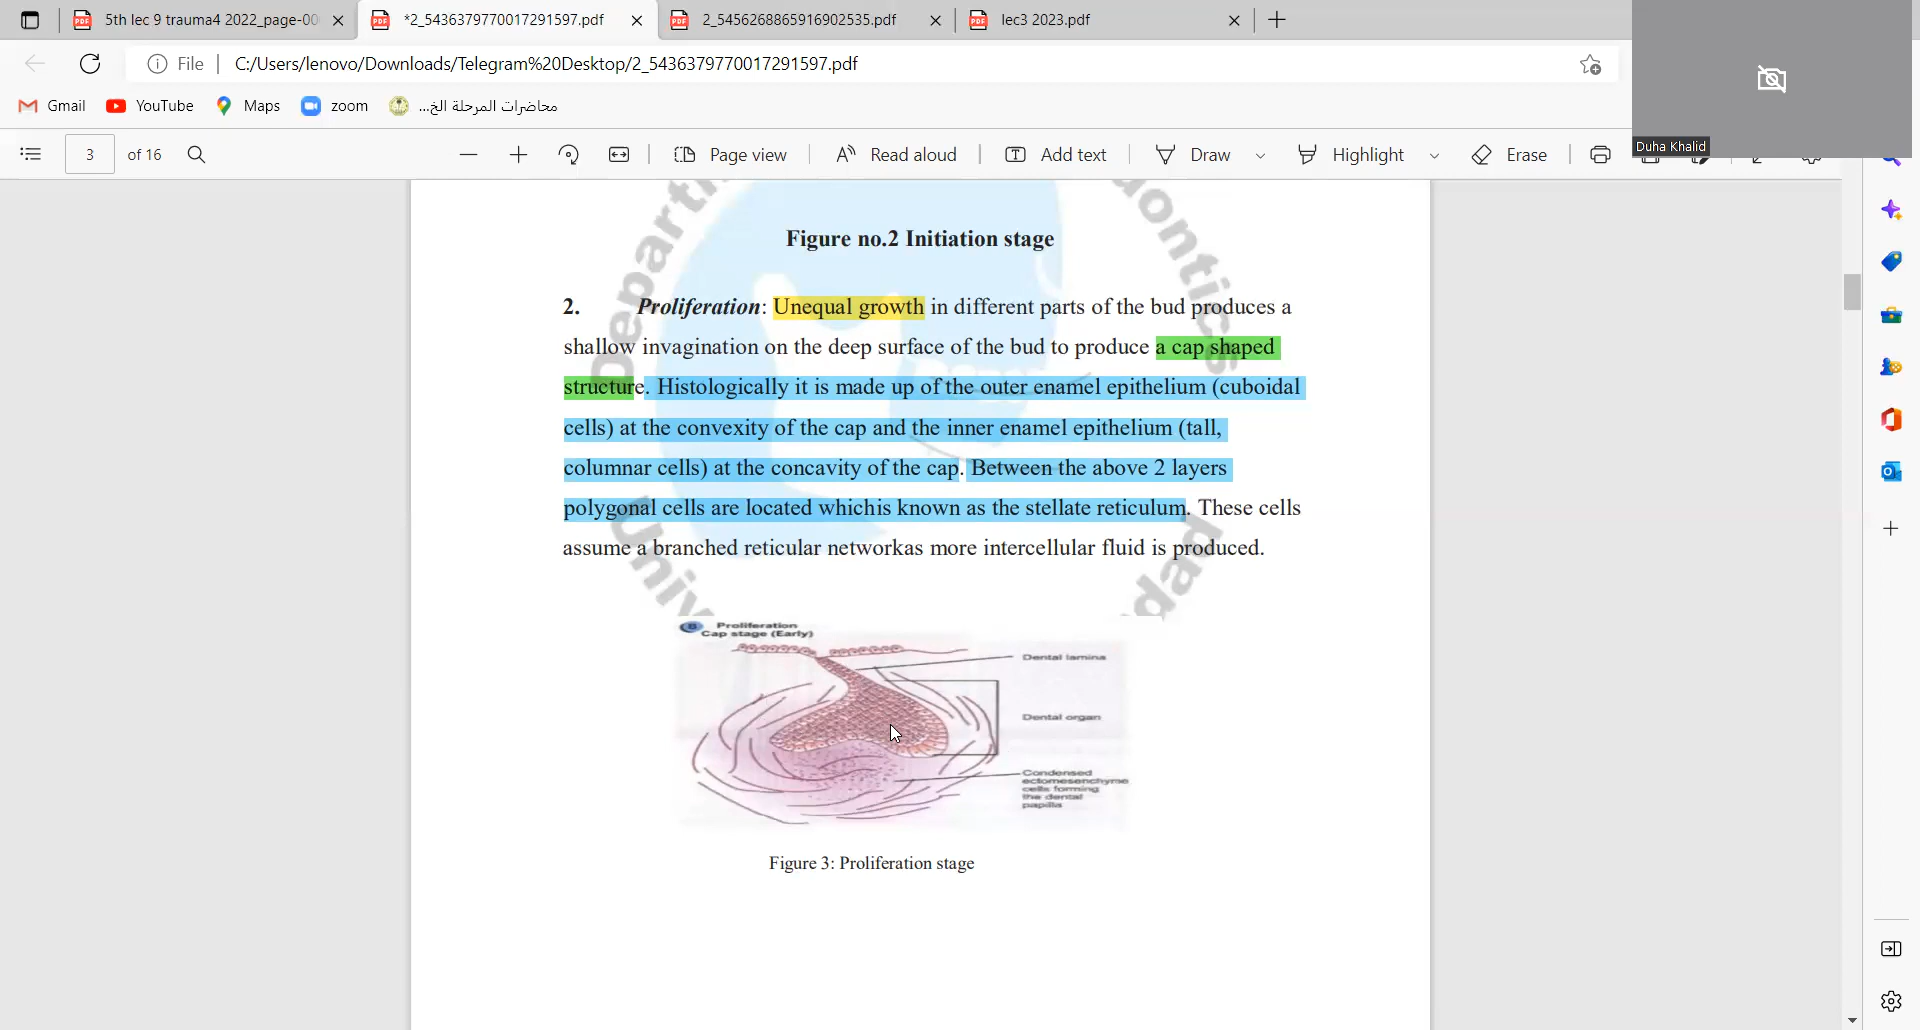 5th lec 9 trauma4 2022_page-00
*2_5436379770017291597.pdf
2_5456268865916902535.pdf
lec3 2023.pdf
File
C:/Users/lenovo/Downloads/Telegram%20Desktop/2_5436379770017291597.pdf
Gmail
YouTube
Maps
zoom
محاضرات المرحلة الخ...
3 of 16
Page view
Read aloud
Add text
Draw
Highlight
Erase
Duha Khalid
Figure no.2 Initiation stage
2. Proliferation: Unequal growth in different parts of the bud produces a
shallow invagination on the deep surface of the bud to produce a cap shaped
structure. Histologically it is made up of the outer enamel epithelium (cuboidal
cells) at the convexity of the cap and the inner enamel epithelium (tall,
columnar cells) at the concavity of the cap. Between the above 2 layers
polygonal cells are located whichis known as the stellate reticulum. These cells
assume a branched reticular networkas more intercellular fluid is produced.
B Proliferation
Cap stage (Early)
Dental lamina
Dental organ
Condensed
ectomesenchyme
cells forming
the dental
papilla
Figure 3: Proliferation stage